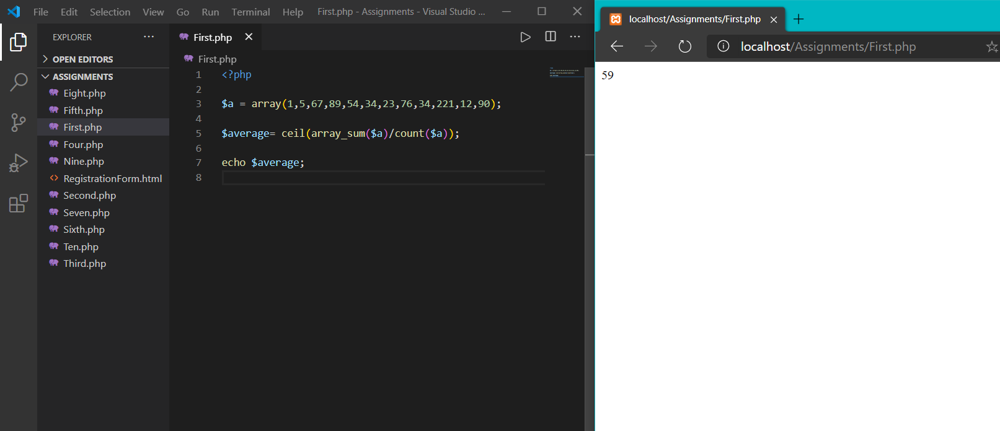 File Edit Selection View Go Run Terminal Help First.php - Assignments - Visual Studio ...
EXPLORER ...
OPEN EDITORS
ASSIGNMENTS
Eight.php
Fifth.php
First.php
Four.php
Nine.php
RegistrationForm.html
Second.php
Seven.php
Sixth.php
Ten.php
Third.php
First.php
First.php
1 <?php
2
3 $a = array(1,5,67,89,54,34,23,76,34,221,12,90);
4
5 $average= ceil(array_sum($a)/count($a));
6
7 echo $average;
8
localhost/Assignments/First.php
localhost/Assignments/First.php
59